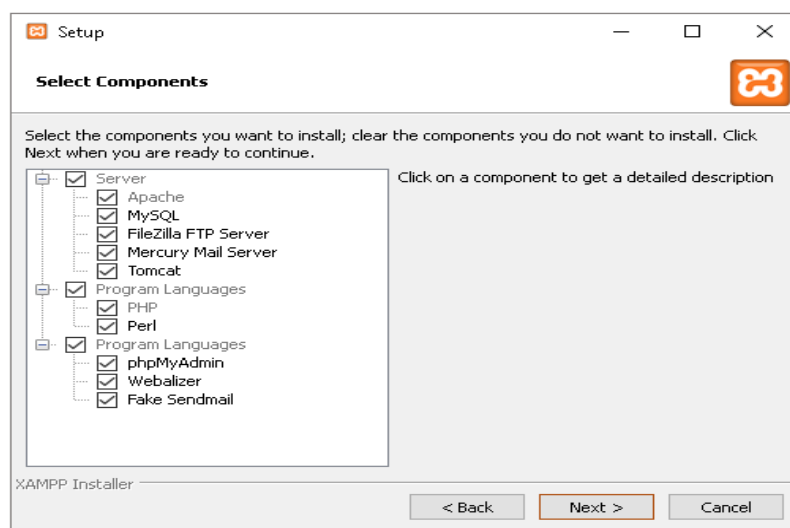 Setup
Select Components
Select the components you want to install; clear the components you do not want to install. Click
Next when you are ready to continue.
Server
Apache
MySQL
FileZilla FTP Server
Mercury Mail Server
Tomcat
Program Languages
PHP
Perl
Program Languages
phpMyAdmin
Webalizer
Fake Sendmail
Click on a component to get a detailed description
XAMPP Installer
< Back
Next >
Cancel